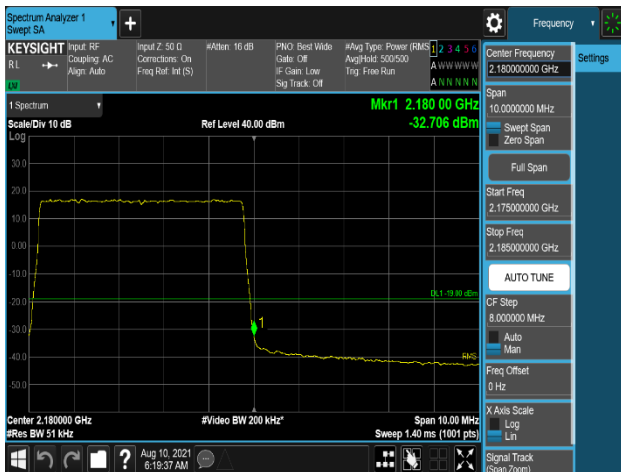 Spectrum Analyzer 1
Swept SA
+
Frequency
KEYSIGHT
Input: RF
Input Z: 50 Ω
#Atten: 16 dB
PNO: Best Wide
#Avg Type: Power (RMS
1 2 3 4 5 6
RL
Coupling: AC
Corrections: On
Gate: Off
Avg|Hold: 500/500
A W W W W W
Align: Auto
Freq Ref: Int (S)
IF Gain: Low
Trig: Free Run
Sig Track: Off
A N N N N N
LXI
1 Spectrum
Mkr1 2.180 00 GHz
Scale/Div 10 dB
Ref Level 40.00 dBm
-32.706 dBm
Log
30.0
20.0
10.0
0.00
-10.0
-20.0
-30.0
-40.0
-50.0
DL1 -19.00 dBm
1
RMS
Center 2.180000 GHz
#Video BW 200 kHz*
Span 10.00 MHz
#Res BW 51 kHz
Sweep 1.40 ms (1001 pts)
Aug 10, 2021
6:19:37 AM
?
Center Frequency
2.180000000 GHz
Settings
Span
10.0000000 MHz
Swept Span
Zero Span
Full Span
Start Freq
2.175000000 GHz
Stop Freq
2.185000000 GHz
AUTO TUNE
CF Step
8.000000 MHz
Auto
Man
Freq Offset
0 Hz
X Axis Scale
Log
Lin
Signal Track
(Span Zoom)